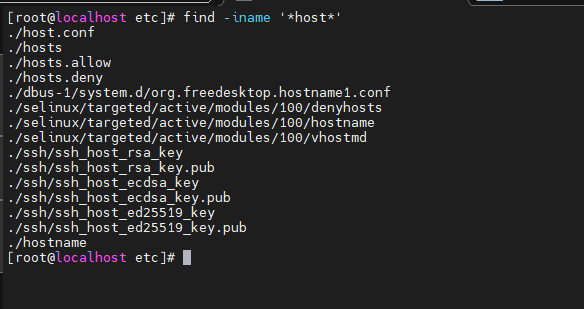 [root@localhost etc]# find -iname '*host*'
./host.conf
./hosts
./hosts.allow
./hosts.deny
./dbus-1/system.d/org.freedesktop.hostname1.conf
./selinux/targeted/active/modules/100/denyhosts
./selinux/targeted/active/modules/100/hostname
./selinux/targeted/active/modules/100/vhostmd
./ssh/ssh_host_rsa_key
./ssh/ssh_host_rsa_key.pub
./ssh/ssh_host_ecdsa_key
./ssh/ssh_host_ecdsa_key.pub
./ssh/ssh_host_ed25519_key
./ssh/ssh_host_ed25519_key.pub
./hostname
[root@localhost etc]#